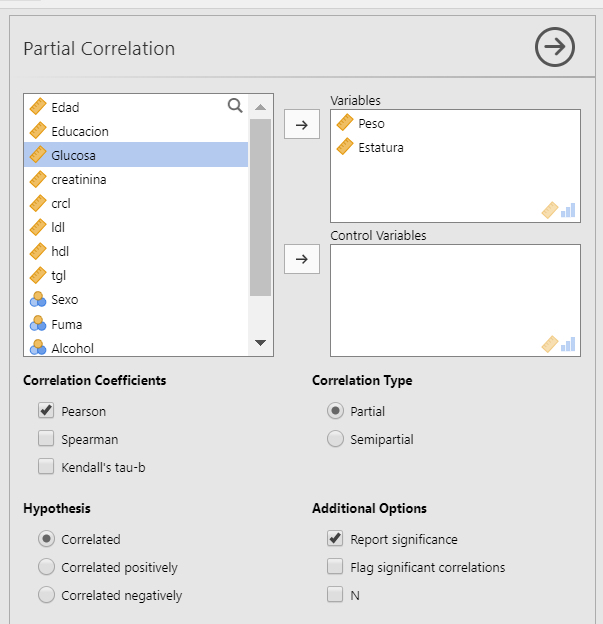 Partial Correlation
Edad
Educacion
Glucosa
creatinina
crcl
ldl
hdl
tgl
Sexo
Fuma
Alcohol
Variables
Peso
Estatura
Control Variables
Correlation Coefficients
Pearson
Spearman
Kendall's tau-b
Correlation Type
Partial
Semipartial
Hypothesis
Correlated
Correlated positively
Correlated negatively
Additional Options
Report significance
Flag significant correlations
N